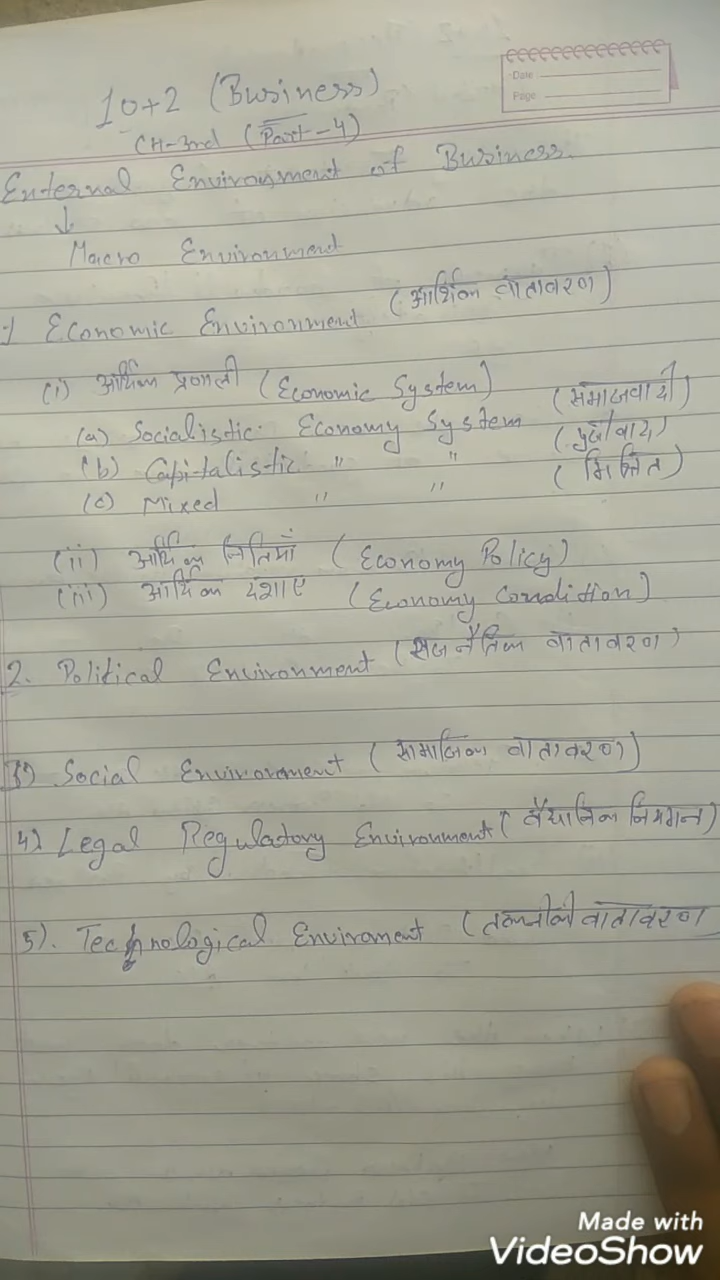 10+2 (Business)
Date
Page
CH-3rd (Part-4)
External Environment of Business.
↓
Macro Environment
1 Economic Environment (आर्थिक वातावरण)
(i) आर्थिक प्रणाली (Economic System)
(a) Socialistic Economy System (समाजवादी)
(b) Capitalistic " " (पुंजीवाद)
(c) Mixed " " (मिश्रित)
(ii) आर्थिक नितियाँ (Economy Policy)
(iii) आर्थिक दशाए (Economy Condition)
2. Political Environment (राजनैतिक वातावरण)
3) Social Environment (सामाजिक वातावरण)
4) Legal Regulatory Environment (वैधानिक नियमन)
5). Technological Enviroment (तकनीकी वातावरण
Made with
VideoShow